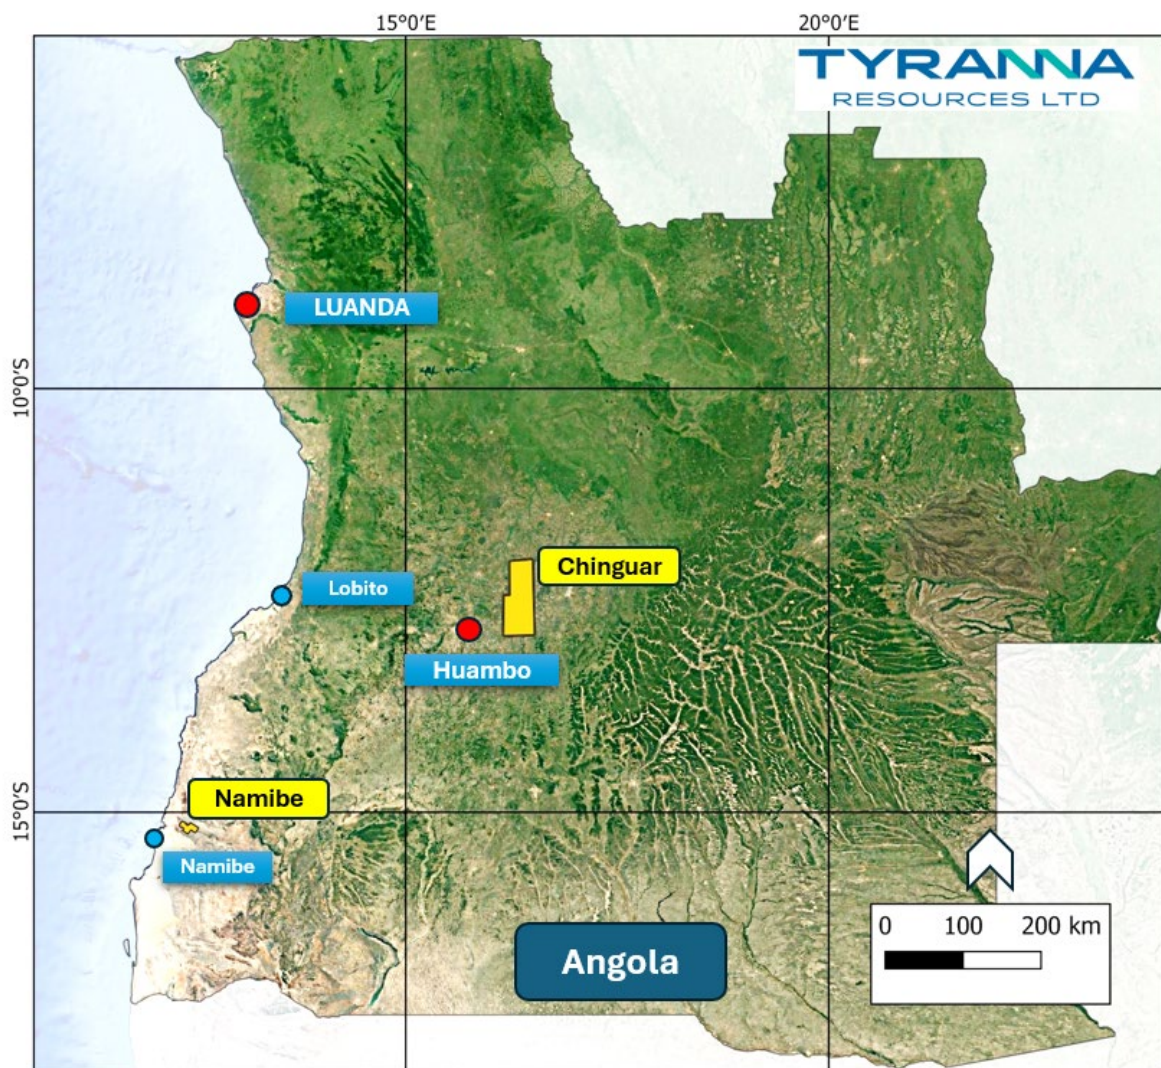 15°0’E 20°0’E
TYRANNA
RESOURCES LTD
LUANDA
10°0’S
Chinguar
Lobito
Huambo
Namibe
15°0’S
Namibe
0 100 200 km
Angola